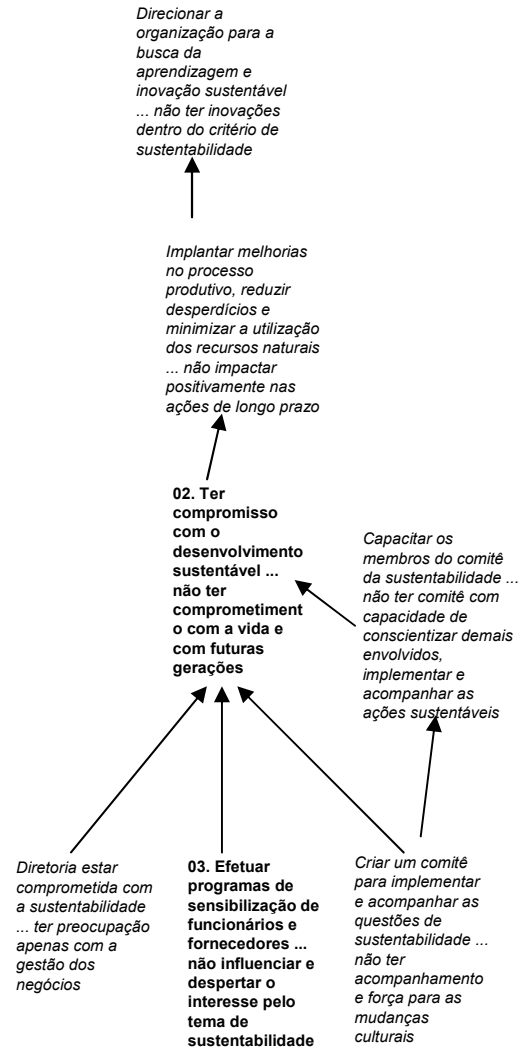 Direcionar a
organização para a
busca da
aprendizagem e
inovação sustentável
... não ter inovações
dentro do critério de
sustentabilidade
Implantar melhorias
no processo
produtivo, reduzir
desperdícios e
minimizar a utilização
dos recursos naturais
... não impactar
positivamente nas
ações de longo prazo
02. Ter
compromisso
com o
desenvolvimento
sustentável ...
não ter
comprometiment
o com a vida e
com futuras
gerações
Capacitar os
membros do comitê
da sustentabilidade ...
não ter comitê com
capacidade de
conscientizar demais
envolvidos,
implementar e
acompanhar as
ações sustentáveis
Diretoria estar
comprometida com
a sustentabilidade
... ter preocupação
apenas com a
gestão dos
negócios
03. Efetuar
programas de
sensibilização de
funcionários e
fornecedores ...
não influenciar e
despertar o
interesse pelo
tema de
sustentabilidade
Criar um comitê
para implementar
e acompanhar as
questões de
sustentabilidade ...
não ter
acompanhamento
e força para as
mudanças
culturais